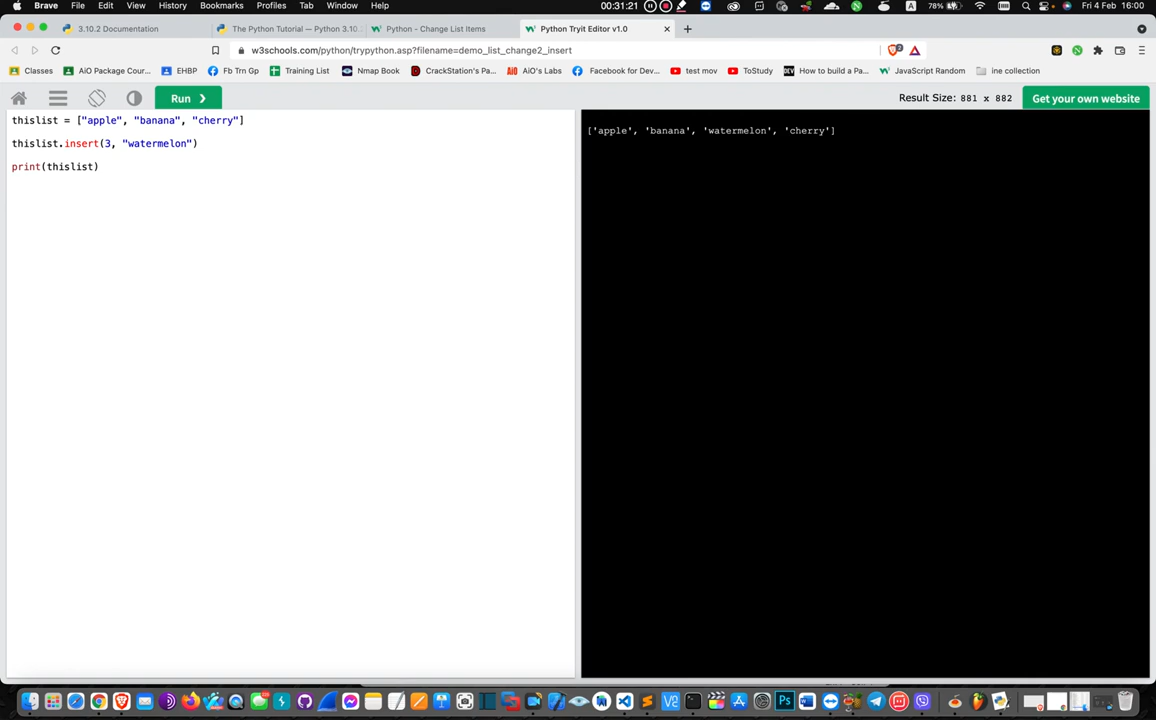 Brave File Edit View History Bookmarks Profiles Tab Window Help 00:31:21 A 78% Fri 4 Feb 16:00
3.10.2 Documentation The Python Tutorial — Python 3.10. Python - Change List Items Python Tryit Editor v1.0
w3schools.com/python/trypython.asp?filename=demo_list_change2_insert
Classes AiO Package Cour... EHBP Fb Trn Gp Training List Nmap Book CrackStation's Pa... AiO's Labs Facebook for Dev... test mov ToStudy How to build a Pa... JavaScript Random ine collection
Run ❯ Result Size: 881 x 882 Get your own website
thislist = ["apple", "banana", "cherry"]
thislist.insert(3, "watermelon")
print(thislist)
['apple', 'banana', 'watermelon', 'cherry']